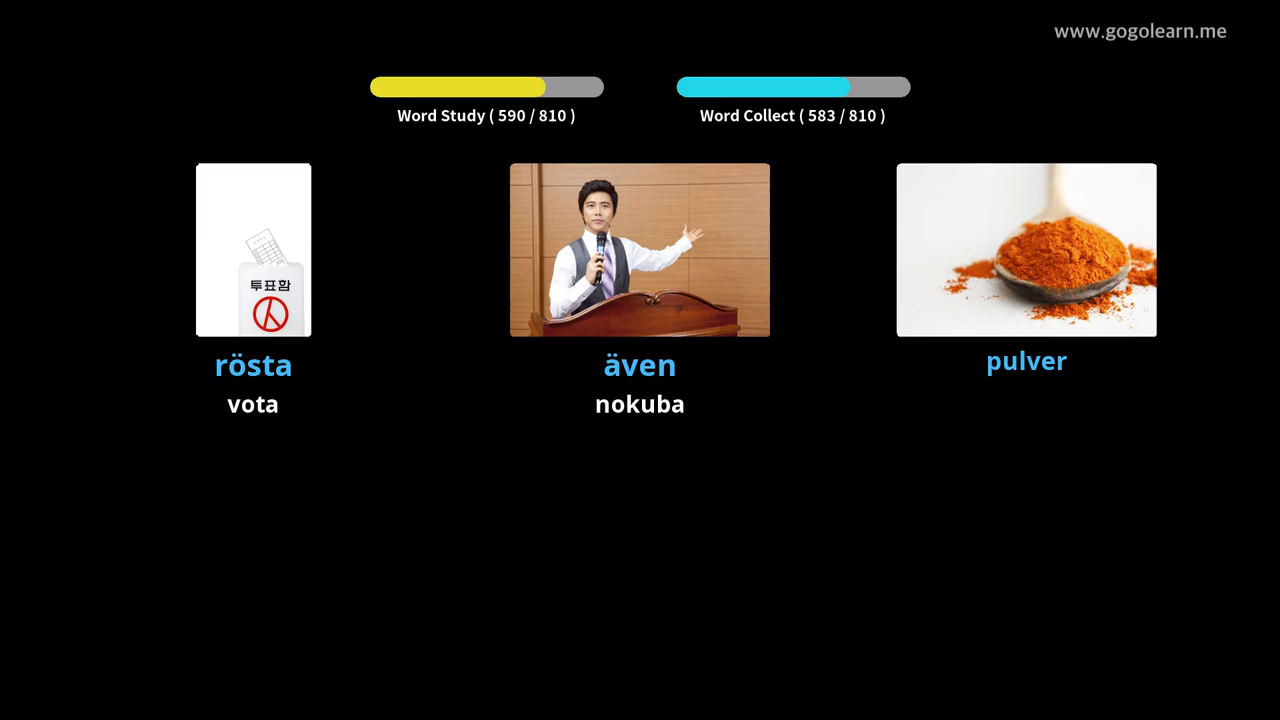 www.gogolearn.me
Word Study ( 590 / 810 )
Word Collect ( 583 / 810 )
투표함
rösta
även
pulver
vota
nokuba